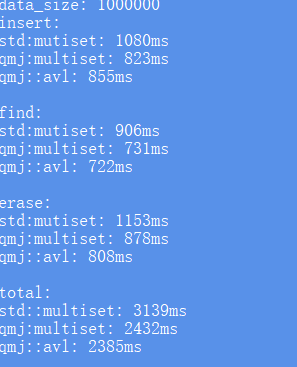 data_size: 1000000
insert:
std:mutiset: 1080ms
qmj:multiset: 823ms
qmj::avl: 855ms
find:
std:mutiset: 906ms
qmj:multiset: 731ms
qmj::avl: 722ms
erase:
std:mutiset: 1153ms
qmj:multiset: 878ms
qmj::avl: 808ms
total:
std::multiset: 3139ms
qmj:multiset: 2432ms
qmj::avl: 2385ms